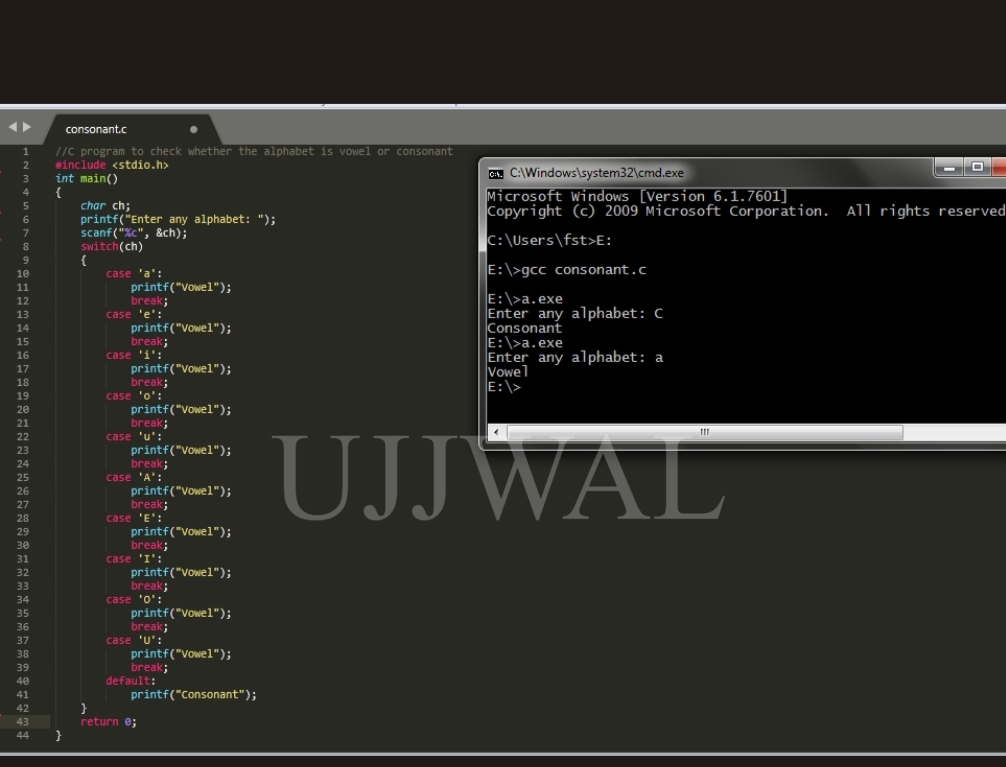 consonant.c
1 //C program to check whether the alphabet is vowel or consonant
2 #include <stdio.h>
3 int main()
4 {
5 char ch;
6 printf("Enter any alphabet: ");
7 scanf("%c", &ch);
8 switch(ch)
9 {
10 case 'a':
11 printf("Vowel");
12 break;
13 case 'e':
14 printf("Vowel");
15 break;
16 case 'i':
17 printf("Vowel");
18 break;
19 case 'o':
20 printf("Vowel");
21 break;
22 case 'u':
23 printf("Vowel");
24 break;
25 case 'A':
26 printf("Vowel");
27 break;
28 case 'E':
29 printf("Vowel");
30 break;
31 case 'I':
32 printf("Vowel");
33 break;
34 case 'O':
35 printf("Vowel");
36 break;
37 case 'U':
38 printf("Vowel");
39 break;
40 default:
41 printf("Consonant");
42 }
43 return 0;
44 }
C:\Windows\system32\cmd.exe
Microsoft Windows [Version 6.1.7601]
Copyright (c) 2009 Microsoft Corporation.  All rights reserved
C:\Users\fst>E:
E:\>gcc consonant.c
E:\>a.exe
Enter any alphabet: C
Consonant
E:\>a.exe
Enter any alphabet: a
Vowel
E:\>
UJJWAL